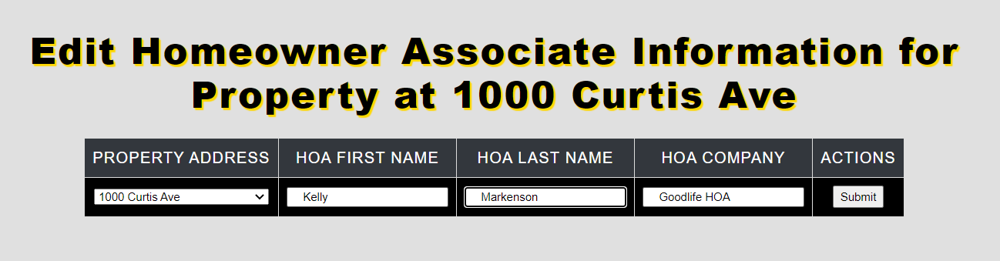 Edit Homeowner Associate Information for
Property at 1000 Curtis Ave
PROPERTY ADDRESS HOA FIRST NAME HOA LAST NAME HOA COMPANY ACTIONS
1000 Curtis Ave Kelly Markenson Goodlife HOA Submit